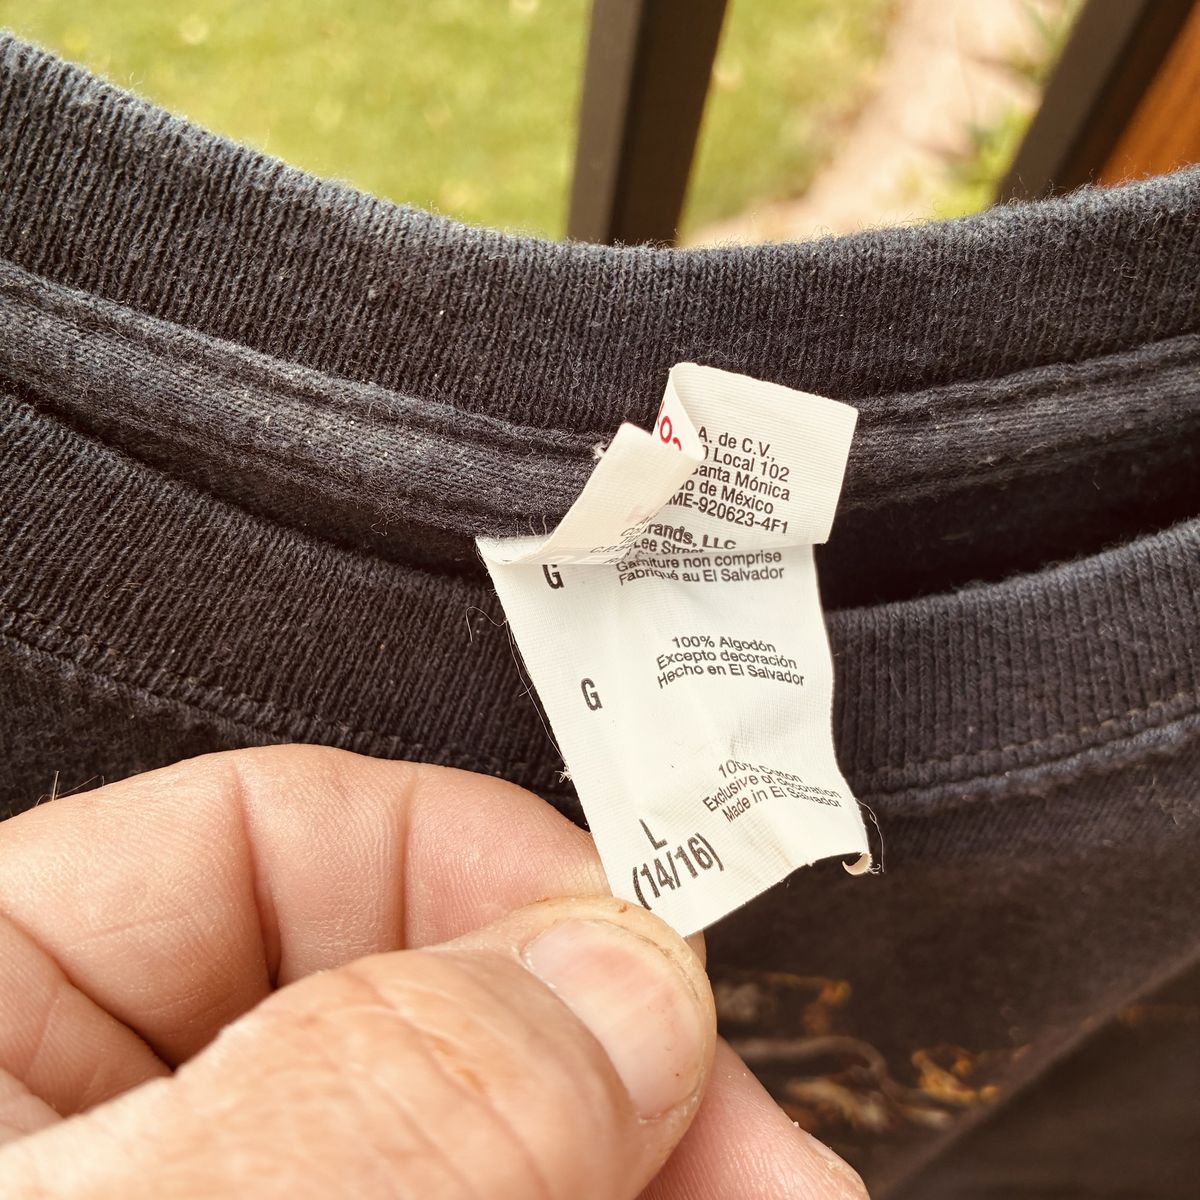 A. de C.V.,
Local 102
Santa Mónica
do de México
ME-920623-4F1
Brands, LLC
Lee Street
G
Garniture non comprise
Fabriqué au El Salvador
100% Algodón
Excepto decoración
Hecho en El Salvador
G
100% Cotton
Exclusive of decoration
Made in El Salvador
L
(14/16)